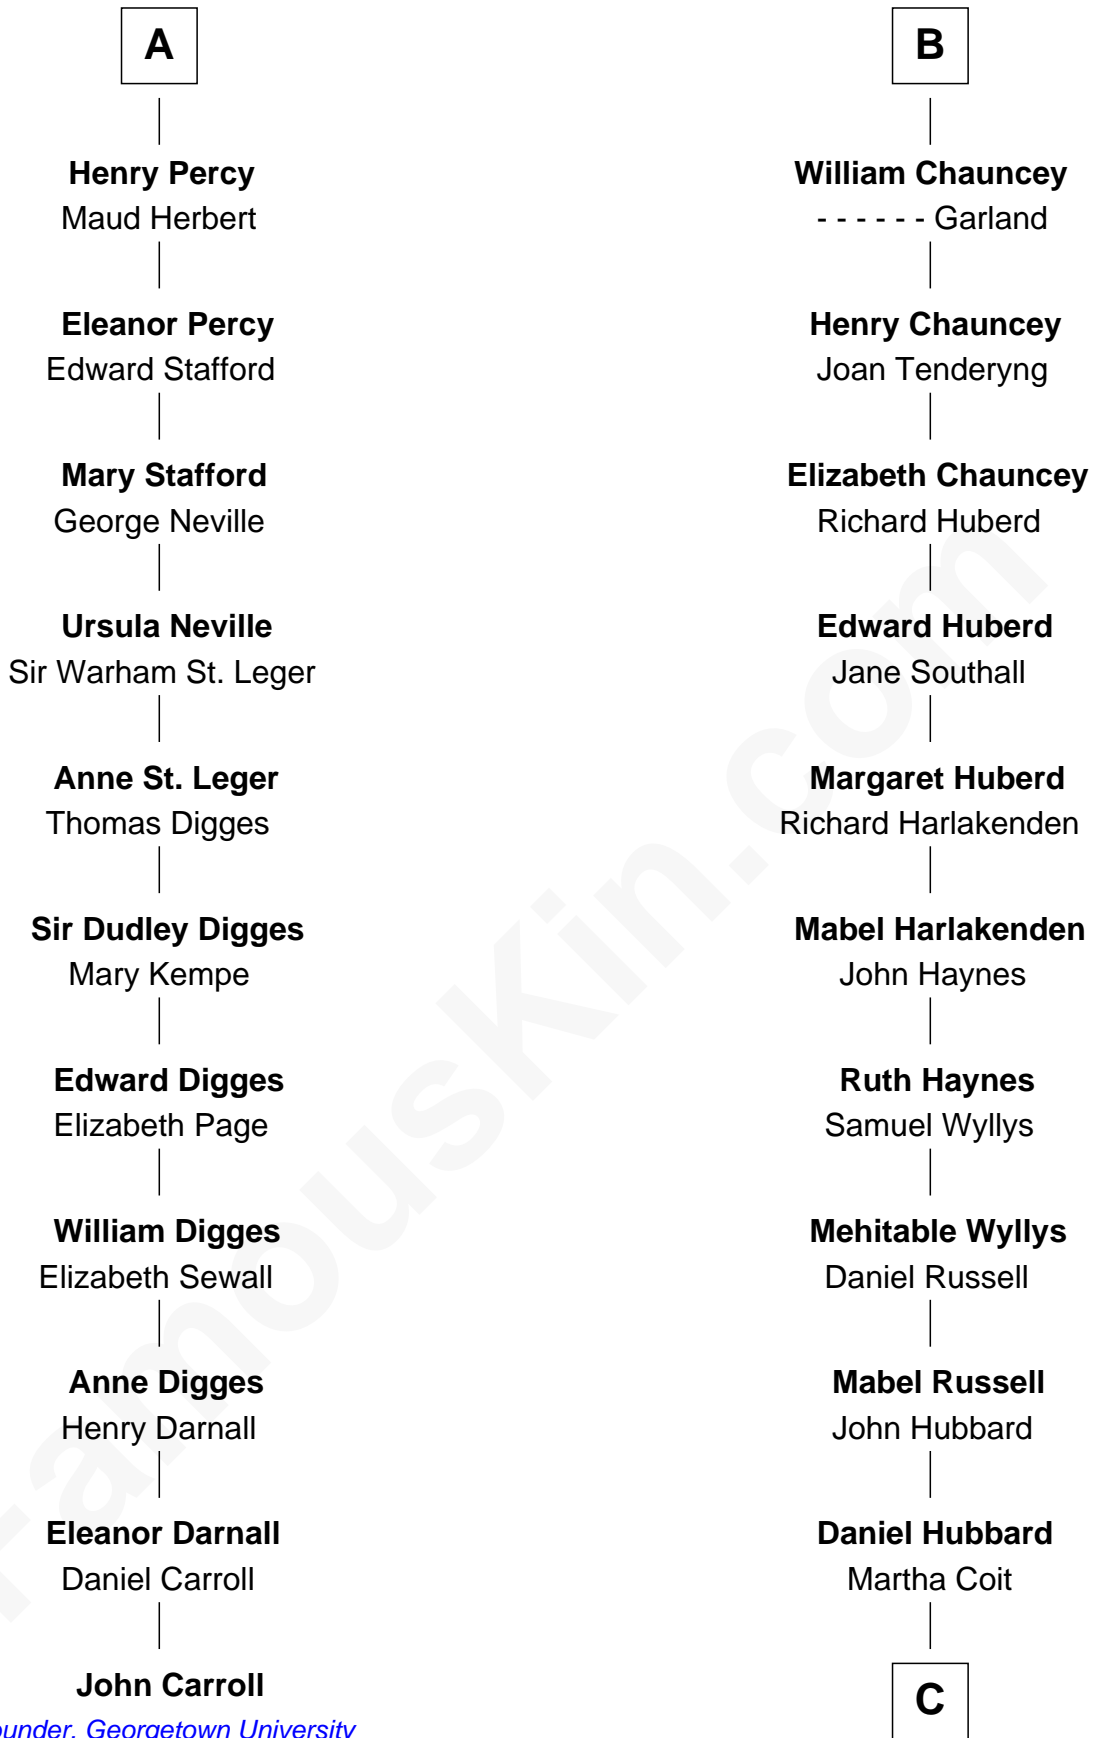 A
Henry Percy
Maud Herbert
Eleanor Percy
Edward Stafford
Mary Stafford
George Neville
Ursula Neville
Sir Warham St. Leger
Anne St. Leger
Thomas Digges
Sir Dudley Digges
Mary Kempe
Edward Digges
Elizabeth Page
William Digges
Elizabeth Sewall
Anne Digges
Henry Darnall
Eleanor Darnall
Daniel Carroll
John Carroll
Georgetown University
B
William Chauncey
- - - - - - Garland
Henry Chauncey
Joan Tenderyng
Elizabeth Chauncey
Richard Huberd
Edward Huberd
Jane Southall
Margaret Huberd
Richard Harlakenden
Mabel Harlakenden
John Haynes
Ruth Haynes
Samuel Wyllys
Mehitable Wyllys
Daniel Russell
Mabel Russell
John Hubbard
Daniel Hubbard
Martha Coit
C
FamousKin.com